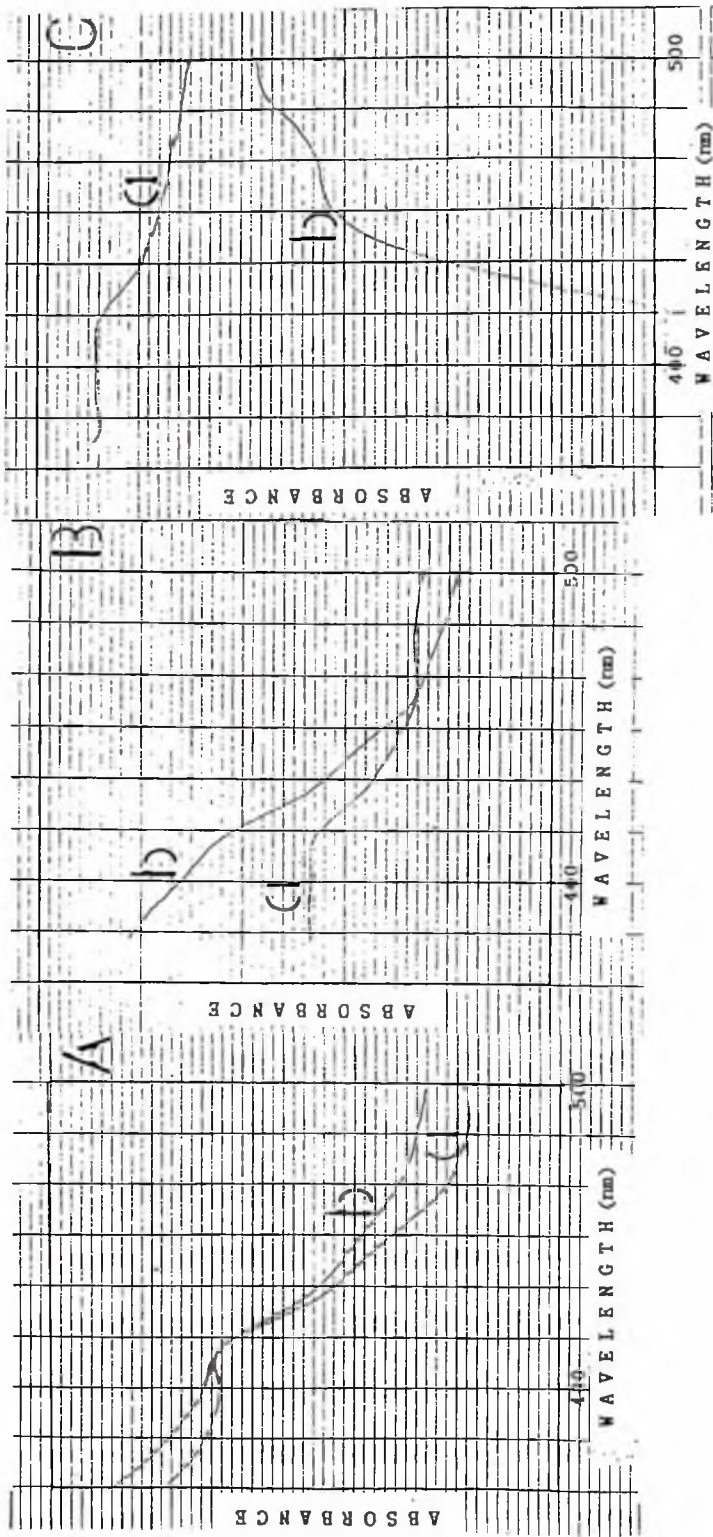 A
D
C
ABSORBANCE
400
500
WAVELENGTH (nm)
B
D
C
ABSORBANCE
400
500
WAVELENGTH (nm)
C
C
D
ABSORBANCE
400
500
WAVELENGTH (nm)